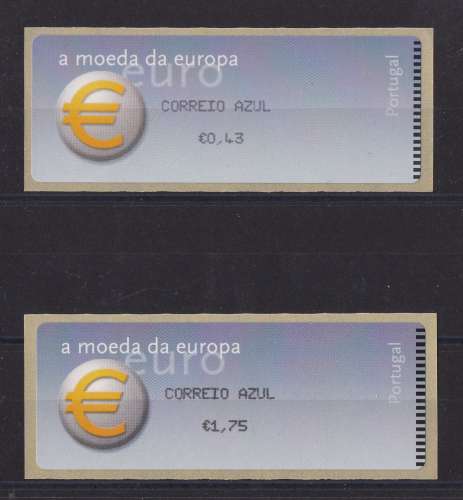 a moeda da europa
euro
€
CORREIO AZUL
€0,43
Portugal
a moeda da europa
euro
€
CORREIO AZUL
€1,75
Portugal